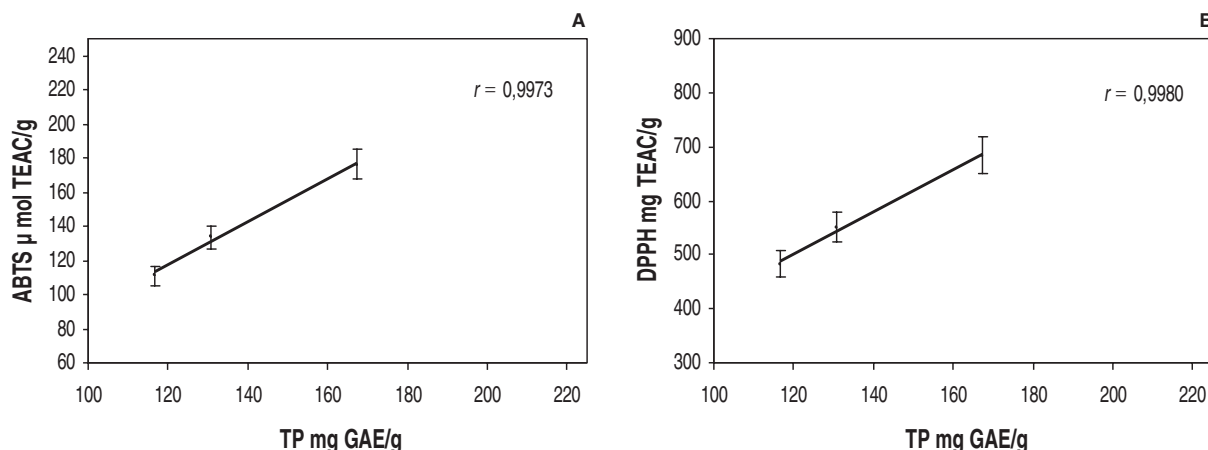 A
240
220
200
180
160
140
120
100
80
60
r = 0,9973
ABTS μ mol TEAC/g
100 120 140 160 180 200 220
TP mg GAE/g
B
900
800
700
600
500
400
300
r = 0,9980
DPPH mg TEAC/g
100 120 140 160 180 200 220
TP mg GAE/g